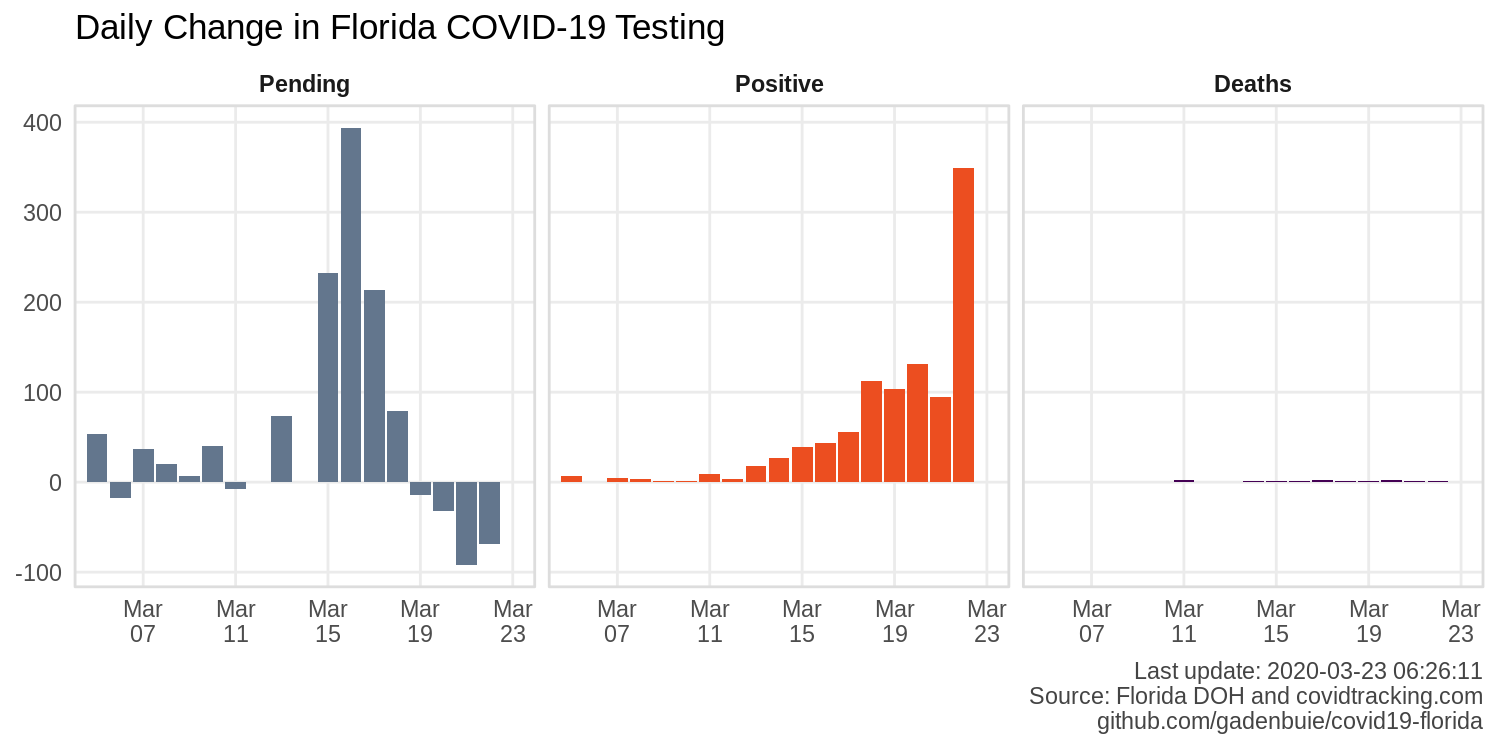 Daily Change in Florida COVID-19 Testing
Pending
Positive
Deaths
400
300
200
100
0
-100
Mar 07
Mar 11
Mar 15
Mar 19
Mar 23
Mar 07
Mar 11
Mar 15
Mar 19
Mar 23
Mar 07
Mar 11
Mar 15
Mar 19
Mar 23
Last update: 2020-03-23 06:26:11
Source: Florida DOH and covidtracking.com
github.com/gadenbuie/covid19-florida